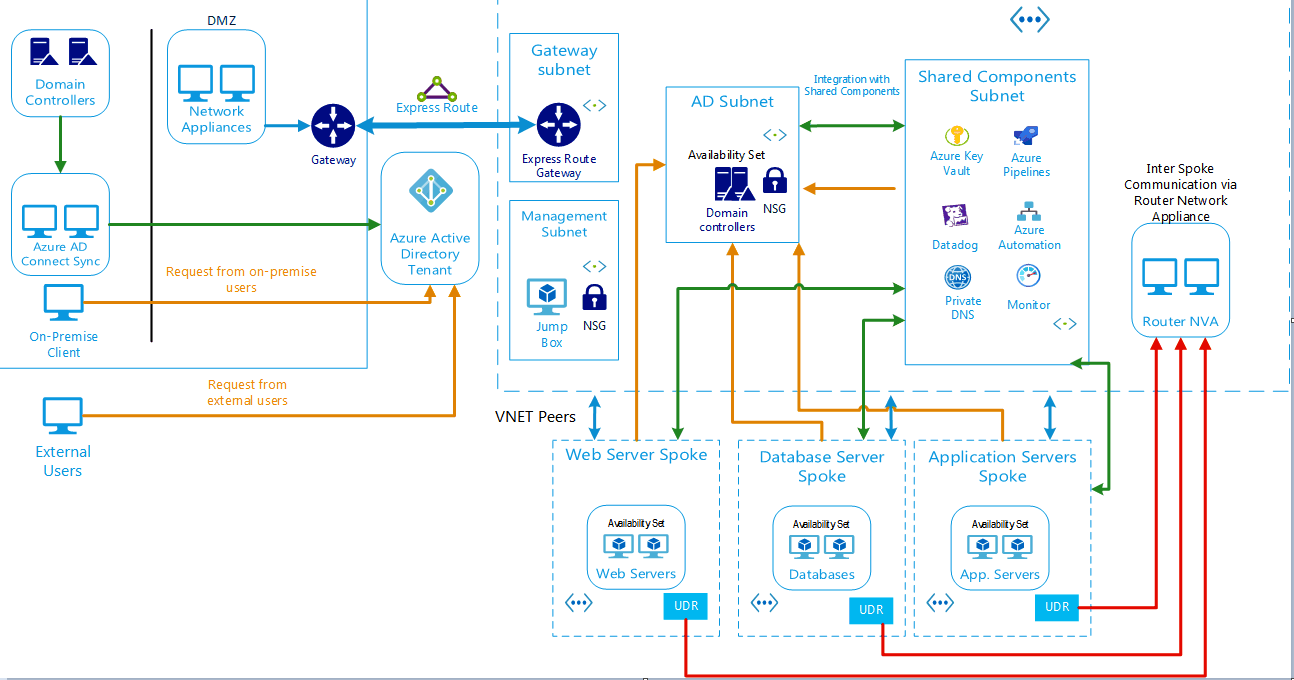 DMZ
Domain
Controllers
Network
Appliances
Gateway
Express Route
Azure AD
Connect Sync
Azure Active
Directory
Tenant
Request from on-premise
users
On-Premise
Client
Request from
external users
External
Users
Gateway
subnet
Express Route
Gateway
Management
Subnet
Jump
Box
NSG
AD Subnet
Availability Set
Domain
controllers
NSG
Integration with
Shared Components
Shared Components
Subnet
Azure Key
Vault
Azure
Pipelines
Datadog
Azure
Automation
DNS
Private
DNS
Monitor
Inter Spoke
Communication via
Router Network
Appliance
Router NVA
VNET Peers
Web Server Spoke
Availability Set
Web Servers
UDR
Database Server
Spoke
Availability Set
Databases
UDR
Application Servers
Spoke
Availability Set
App. Servers
UDR